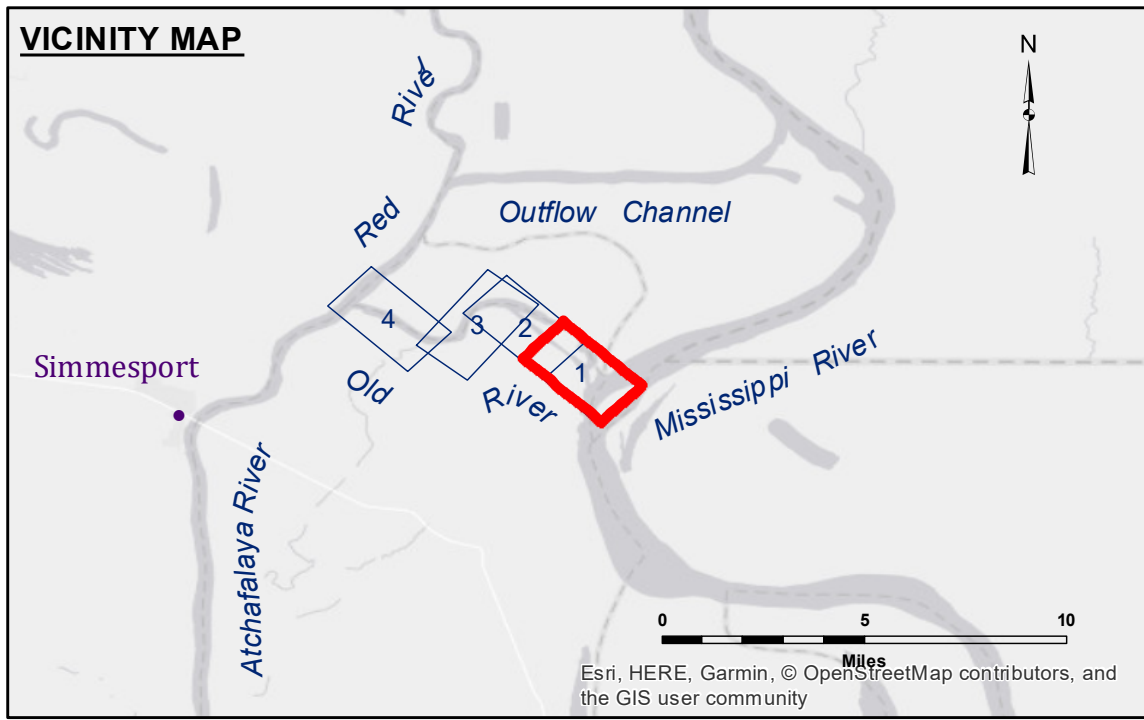 VICINITY MAP
N
River
Red
Outflow Channel
4
3
2
1
Simmesport
Old
River
Mississippi River
Atchafalaya River
0 5 10
Miles
Esri, HERE, Garmin, © OpenStreetMap contributors, and
the GIS user community